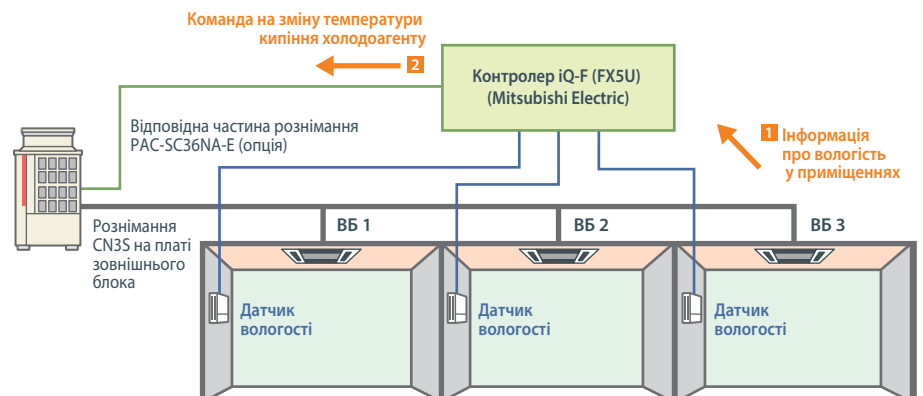 Команда на зміну температури
кипіння холодоагенту
2
Контролер iQ-F (FX5U)
(Mitsubishi Electric)
Відповідна частина рознімання
PAC-SC36NA-E (опція)
1 Інформація
про вологість
у приміщеннях
Рознімання
CN3S на платі
зовнішнього
блока
ВБ 1
ВБ 2
ВБ 3
Датчик
вологості
Датчик
вологості
Датчик
вологості